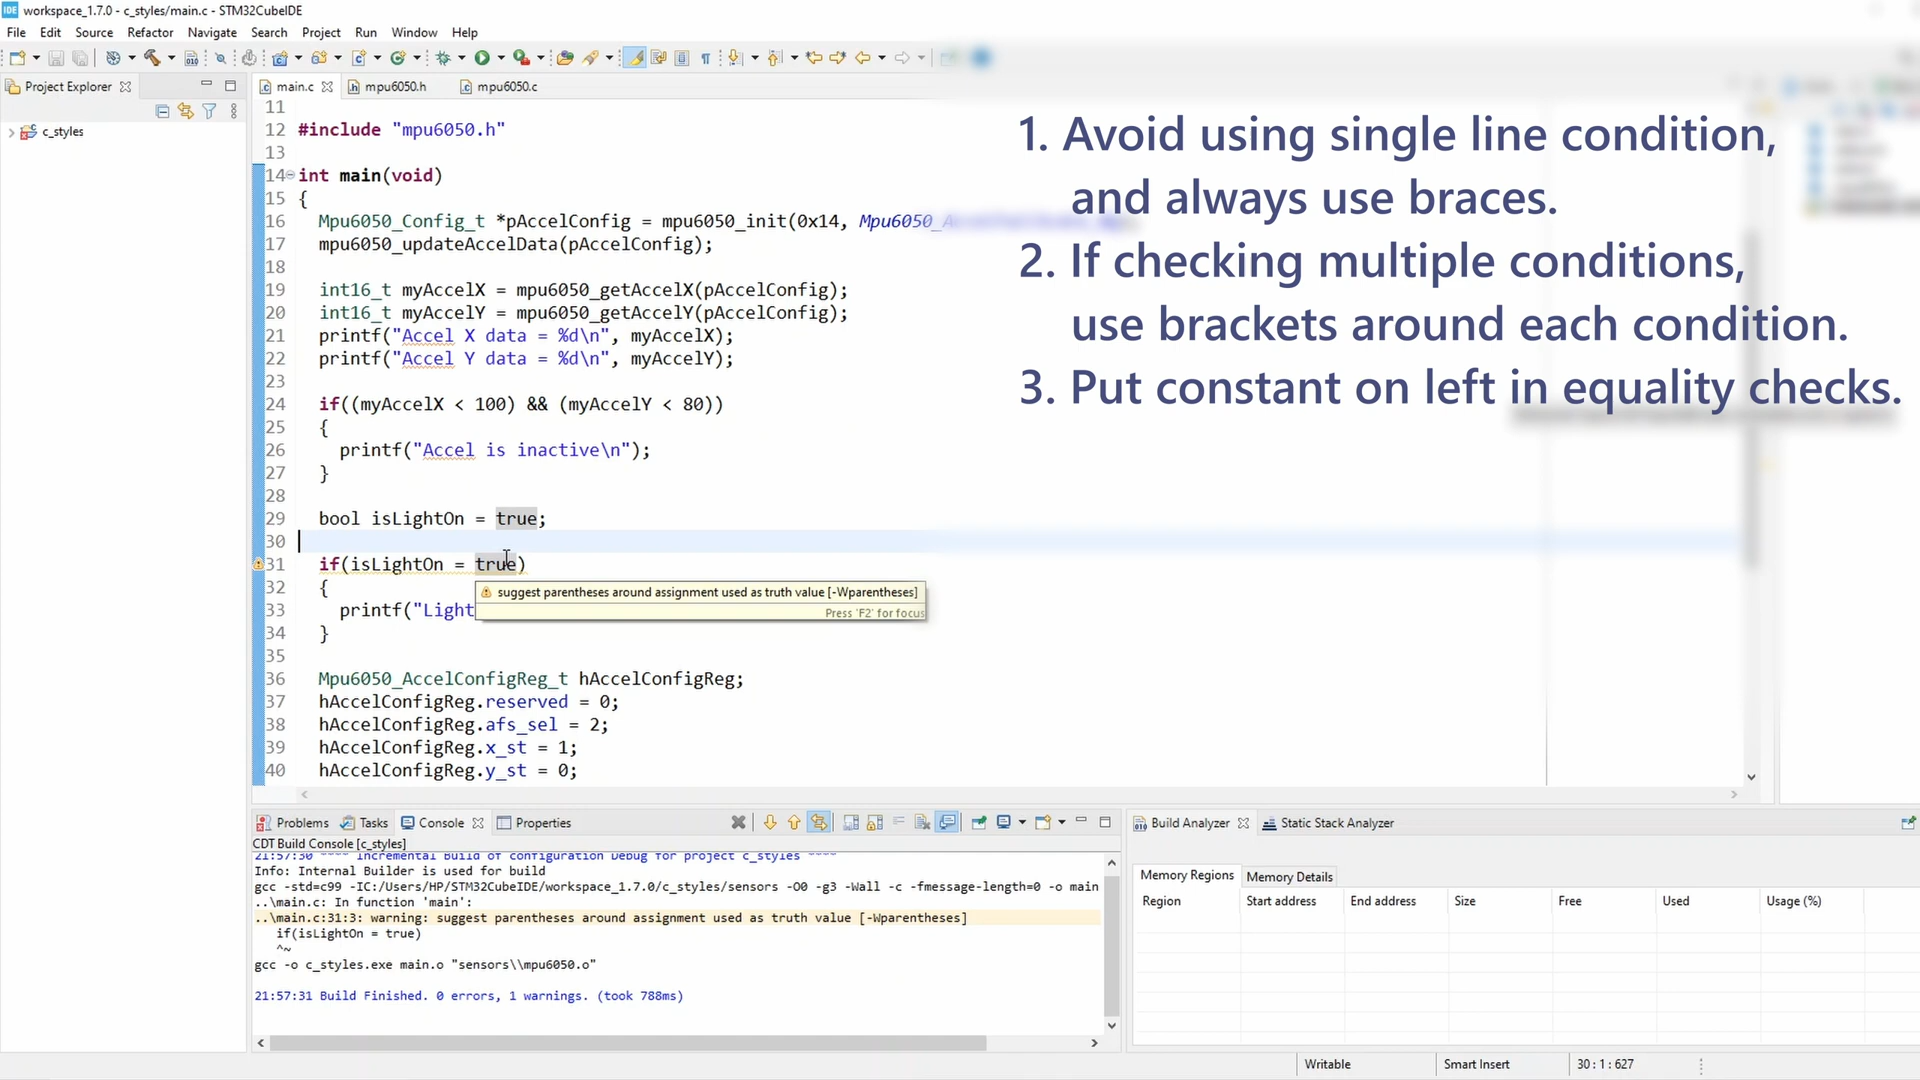 workspace_1.7.0 - c_styles/main.c - STM32CubeIDE
File Edit Source Refactor Navigate Search Project Run Window Help
Project Explorer
main.c mpu6050.h mpu6050.c
c_styles
1. Avoid using single line condition,
and always use braces.
2. If checking multiple conditions,
use brackets around each condition.
3. Put constant on left in equality checks.
11
12 #include "mpu6050.h"
13
14 int main(void)
15 {
16 Mpu6050_Config_t *pAccelConfig = mpu6050_init(0x14, Mpu6050_
17 mpu6050_updateAccelData(pAccelConfig);
18
19 int16_t myAccelX = mpu6050_getAccelX(pAccelConfig);
20 int16_t myAccelY = mpu6050_getAccelY(pAccelConfig);
21 printf("Accel X data = %d\n", myAccelX);
22 printf("Accel Y data = %d\n", myAccelY);
23
24 if((myAccelX < 100) && (myAccelY < 80))
25 {
26 printf("Accel is inactive\n");
27 }
28
29 bool isLightOn = true;
30
31 if(isLightOn = true)
32 {
suggest parentheses around assignment used as truth value [-Wparentheses]
33 printf("Light
Press 'F2' for focus
34 }
35
36 Mpu6050_AccelConfigReg_t hAccelConfigReg;
37 hAccelConfigReg.reserved = 0;
38 hAccelConfigReg.afs_sel = 2;
39 hAccelConfigReg.x_st = 1;
40 hAccelConfigReg.y_st = 0;
Problems Tasks Console Properties
CDT Build Console [c_styles]
21:57:30 **** Incremental Build of configuration Debug for project c_styles ****
Info: Internal Builder is used for build
gcc -std=c99 -IC:/Users/HP/STM32CubeIDE/workspace_1.7.0/c_styles/sensors -O0 -g3 -Wall -c -fmessage-length=0 -o main
..\main.c: In function 'main':
..\main.c:31:3: warning: suggest parentheses around assignment used as truth value [-Wparentheses]
if(isLightOn = true)
^~
gcc -o c_styles.exe main.o "sensors\\mpu6050.o"
21:57:31 Build Finished. 0 errors, 1 warnings. (took 788ms)
Build Analyzer Static Stack Analyzer
Memory Regions Memory Details
Region Start address End address Size Free Used Usage (%)
Writable Smart Insert 30 : 1 : 627